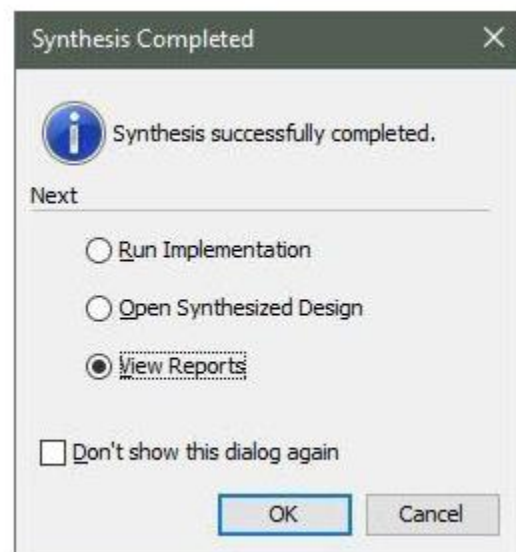 Synthesis Completed
Synthesis successfully completed.
Next
Run Implementation
Open Synthesized Design
View Reports
Don't show this dialog again
OK Cancel